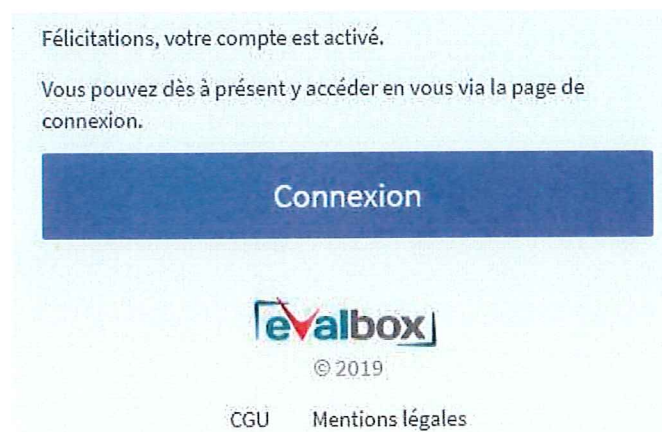 Félicitations, votre compte est activé.
Vous pouvez dès à présent y accéder en vous via la page de
connexion.
Connexion
evalbox
© 2019
CGU Mentions légales